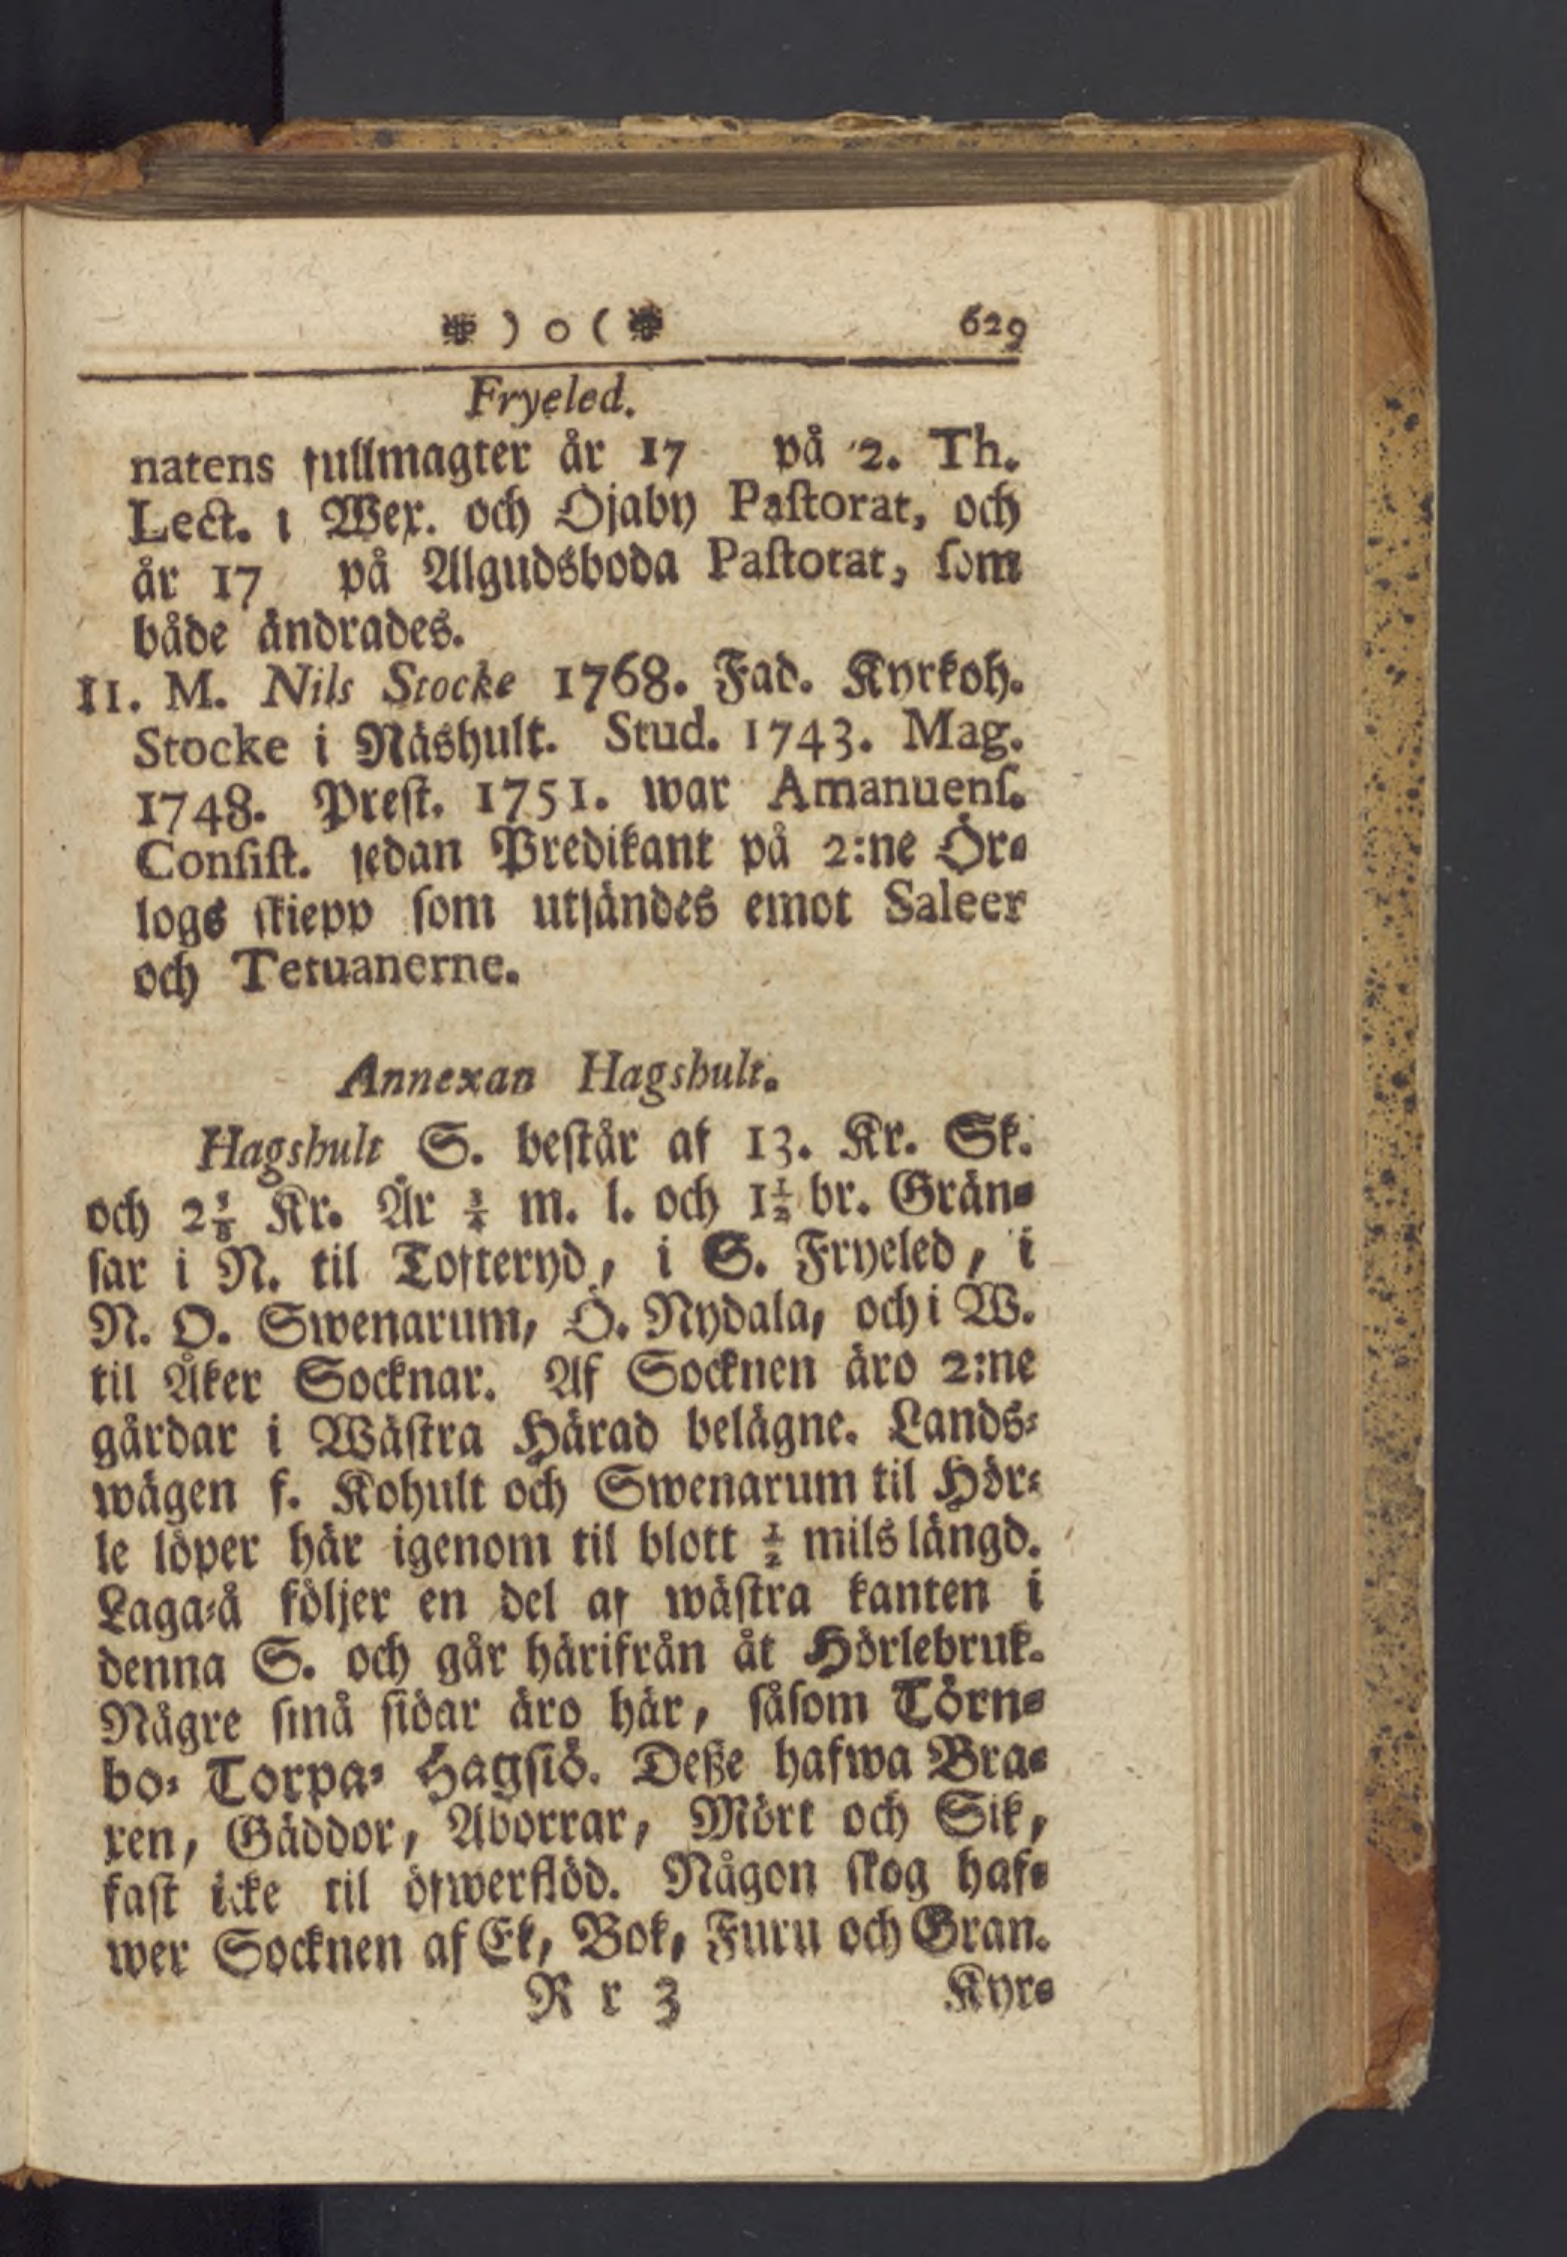 ❉ ) o ( ❉ 629
Fryeled.
natens fullmagter år 17 på 2. Th.
Lect. i Wex. och Öjaby Paſtorat, och
år 17 på Algudsboda Paſtorat, ſom
både ändrades.
11. M. Nils Stocke 1768. Fad. Kyrkoh.
Stocke i Näshult. Stud. 1743. Mag.
1748. Preſt. 1751. war Amanuenſ.
Conſiſt. ſedan Predikant på 2:ne Ör-
logs ſkiepp ſom utſändes emot Saleer
och Tetuanerne.
Annexan Hagshult.
Hagshult S. beſtår af 13. Kr. Sk.
och 2⅛ Kr. Är ¾ m. l. och 1½ br. Grän-
ſar i N. til Tofteryd, i S. Fryeled, i
N. O. Swenarum, Ö. Nydala, och i W.
til Åker Socknar. Af Socknen äro 2:ne
gårdar i Wäſtra Härad belägne. Lands-
wägen f. Kohult och Swenarum til Hör-
le löper här igenom til blott ½ mils längd.
Laga-å följer en del af wäſtra kanten i
denna S. och går härifrån åt Hörlebruk.
Några ſmå ſiöar äro här, ſåſom Törn-
bo- Torpa- Hagſiö. Deße hafwa Bra-
xen, Gäddor, Aborrar, Mört och Sik,
faſt icke til öfwerflöd. Någon ſkog haf-
wer Socknen af Ek, Bok, Furu och Gran.
R r 3 Kyr-